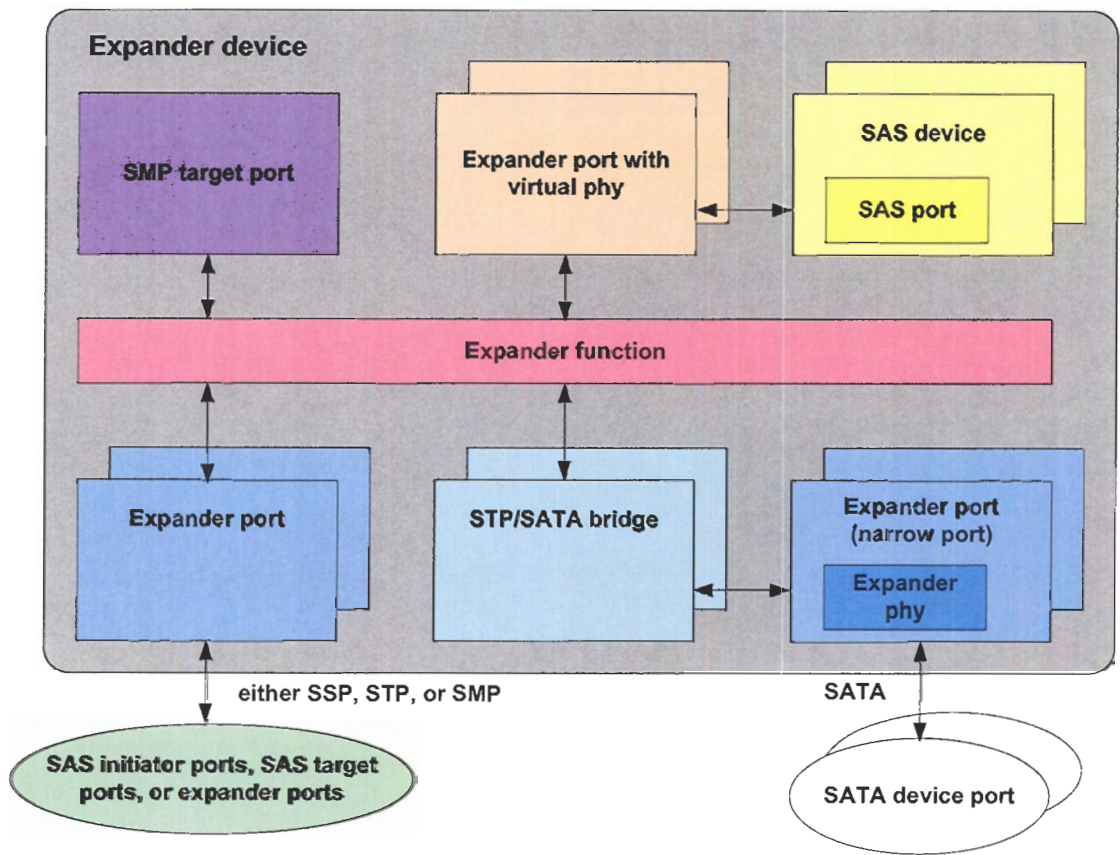 Expander device
SMP target port
Expander port with
virtual phy
SAS device
SAS port
Expander function
Expander port
STP/SATA bridge
Expander port
(narrow port)
Expander
phy
either SSP, STP, or SMP
SATA
SAS initiator ports, SAS target
ports, or expander ports
SATA device port